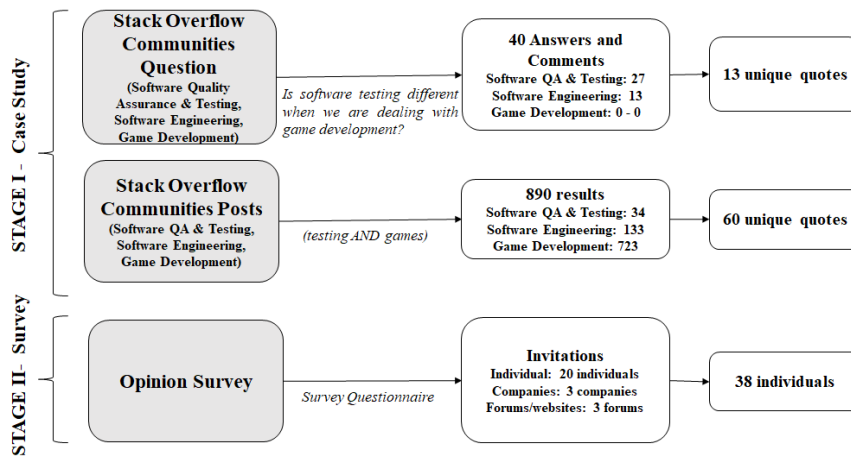 STAGE I - Case Study
Stack Overflow
Communities
Question
(Software Quality
Assurance & Testing,
Software Engineering,
Game Development)
Is software testing different
when we are dealing with
game development?
40 Answers and
Comments
Software QA & Testing: 27
Software Engineering: 13
Game Development: 0 - 0
13 unique quotes
Stack Overflow
Communities Posts
(Software QA & Testing,
Software Engineering,
Game Development)
(testing AND games)
890 results
Software QA & Testing: 34
Software Engineering: 133
Game Development: 723
60 unique quotes
STAGE II- Survey
Opinion Survey
Survey Questionnaire
Invitations
Individual: 20 individuals
Companies: 3 companies
Forums/websites: 3 forums
38 individuals